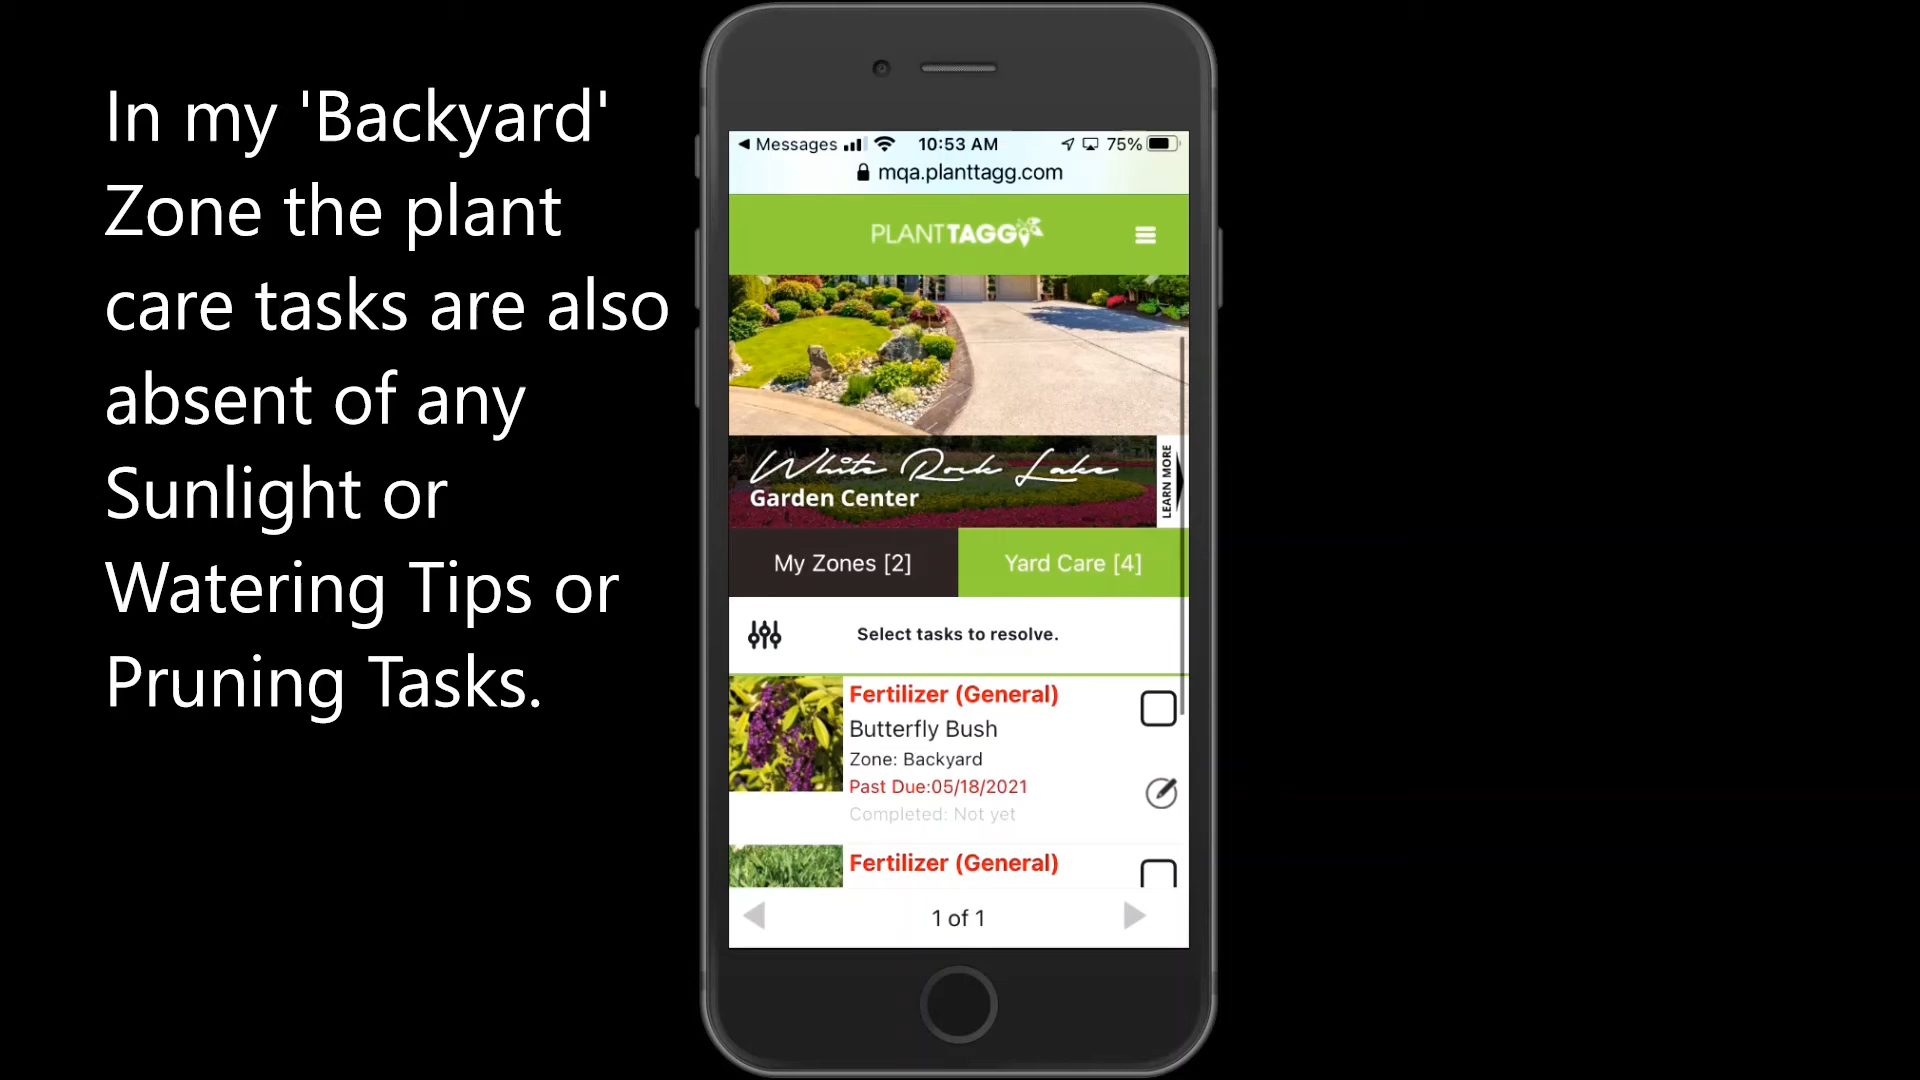 In my 'Backyard'
Zone the plant
care tasks are also
absent of any
Sunlight or
Watering Tips or
Pruning Tasks.
Messages 10:53 AM 75%
mqa.planttagg.com
PLANTTAGG
White Rock Lake
Garden Center
LEARN MORE
My Zones [2] Yard Care [4]
Select tasks to resolve.
Fertilizer (General)
Butterfly Bush
Zone: Backyard
Past Due:05/18/2021
Completed: Not yet
Fertilizer (General)
1 of 1